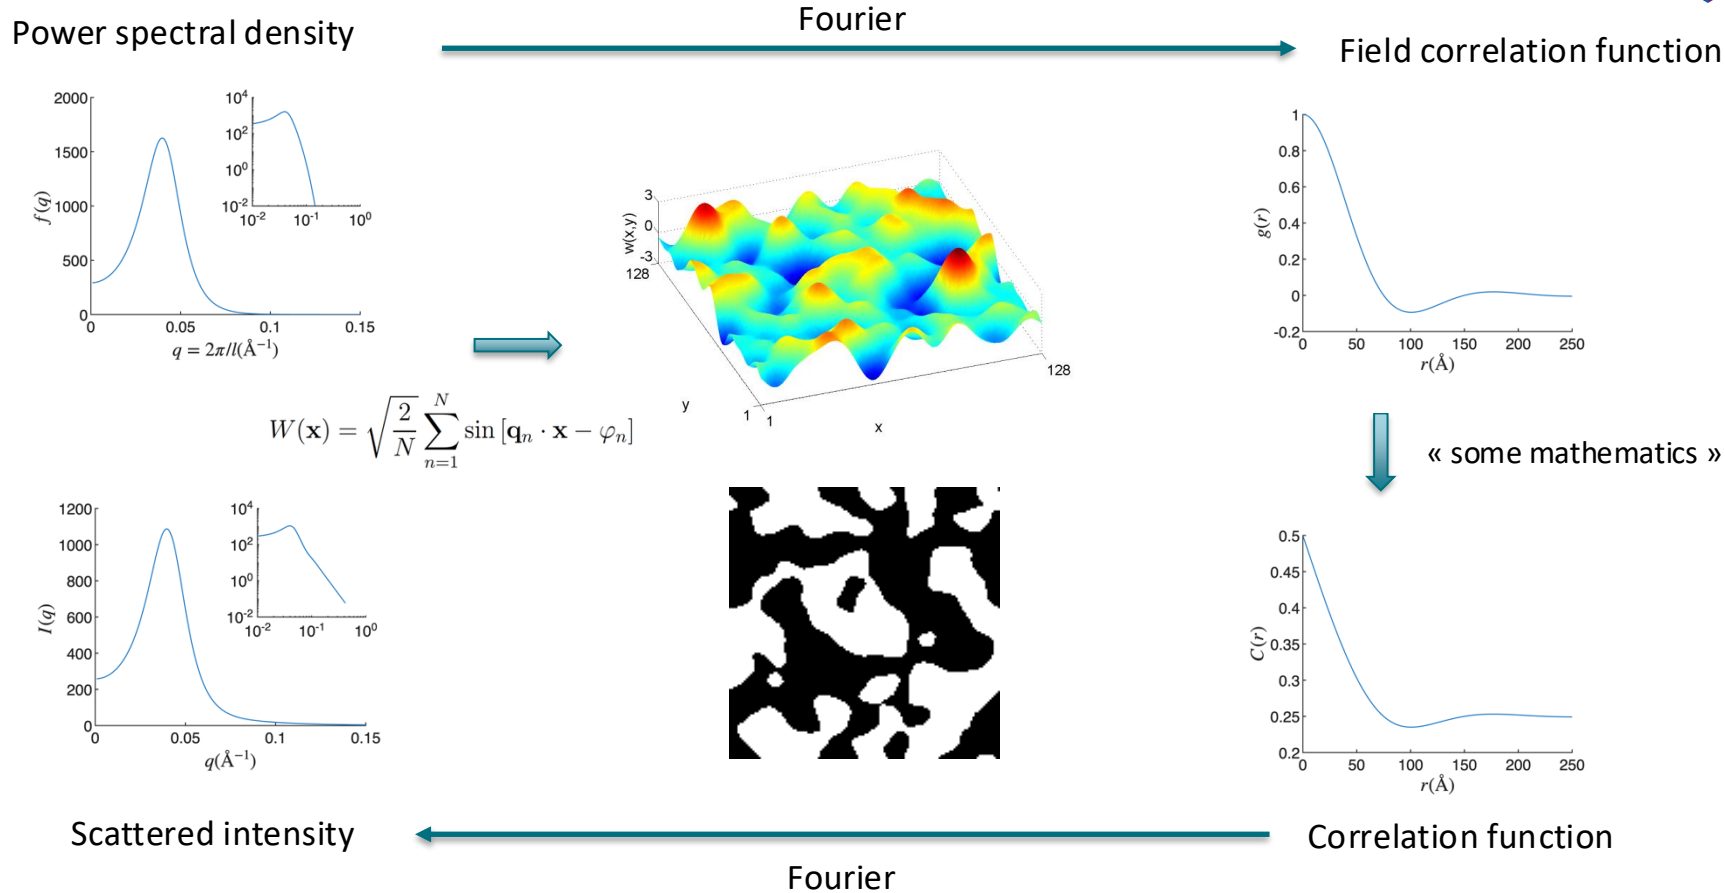 Power spectral density
Fourier
Field correlation function
2000
1500
1000
500
0
f(q)
0 0.05 0.1 0.15
q = 2π/l(Å⁻¹)
10⁴
10²
10⁰
10⁻²
10⁻² 10⁻¹ 10⁰
3
0
-3
w(x,y)
128
y
1
1
x
128
1
0.8
0.6
0.4
0.2
0
-0.2
g(r)
0 50 100 150 200 250
r(Å)
W(x) = √(2/N) ∑ₙ₌₁ᴺ sin [qₙ · x − φₙ]
« some mathematics »
1200
1000
800
600
400
200
0
I(q)
0 0.05 0.1 0.15
q(Å⁻¹)
10⁴
10²
10⁰
10⁻²
10⁻² 10⁻¹ 10⁰
0.5
0.45
0.4
0.35
0.3
0.25
0.2
C(r)
0 50 100 150 200 250
r(Å)
Scattered intensity
Correlation function
Fourier